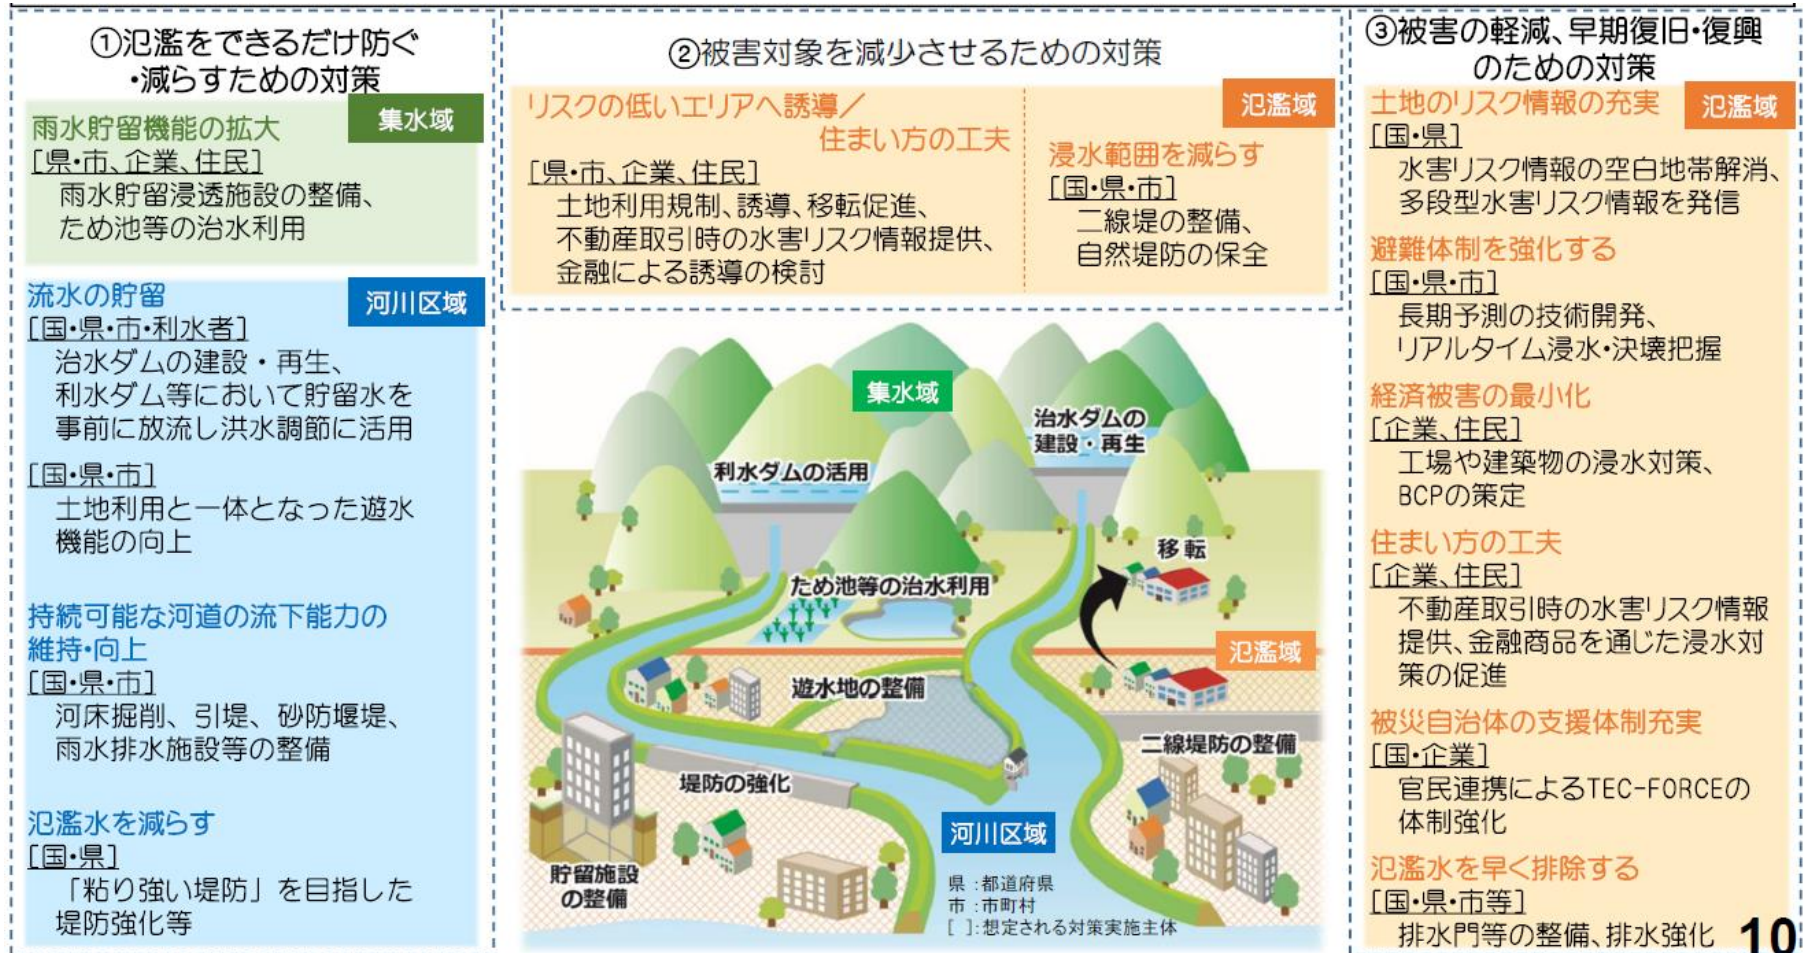 ①氾濫をできるだけ防ぐ
・減らすための対策
集水域
雨水貯留機能の拡大
[県・市、企業、住民]
雨水貯留浸透施設の整備、
ため池等の治水利用
河川区域
流水の貯留
[国・県・市・利水者]
治水ダムの建設・再生、
利水ダム等において貯留水を
事前に放流し洪水調節に活用
[国・県・市]
土地利用と一体となった遊水
機能の向上
持続可能な河道の流下能力の
維持・向上
[国・県・市]
河床掘削、引堤、砂防堰堤、
雨水排水施設等の整備
氾濫水を減らす
[国・県]
「粘り強い堤防」を目指した
堤防強化等
②被害対象を減少させるための対策
氾濫域
リスクの低いエリアへ誘導／
住まい方の工夫
[県・市、企業、住民]
土地利用規制、誘導、移転促進、
不動産取引時の水害リスク情報提供、
金融による誘導の検討
浸水範囲を減らす
[国・県・市]
二線堤の整備、
自然堤防の保全
集水域
治水ダムの
建設・再生
利水ダムの活用
移転
ため池等の治水利用
氾濫域
遊水地の整備
二線堤防の整備
堤防の強化
河川区域
貯留施設
の整備
県：都道府県
市：市町村
[ ]：想定される対策実施主体
③被害の軽減、早期復旧・復興
のための対策
氾濫域
土地のリスク情報の充実
[国・県]
水害リスク情報の空白地帯解消、
多段型水害リスク情報を発信
避難体制を強化する
[国・県・市]
長期予測の技術開発、
リアルタイム浸水・決壊把握
経済被害の最小化
[企業、住民]
工場や建築物の浸水対策、
BCPの策定
住まい方の工夫
[企業、住民]
不動産取引時の水害リスク情報
提供、金融商品を通じた浸水対
策の促進
被災自治体の支援体制充実
[国・企業]
官民連携によるTEC-FORCEの
体制強化
氾濫水を早く排除する
[国・県・市等]
排水門等の整備、排水強化
10